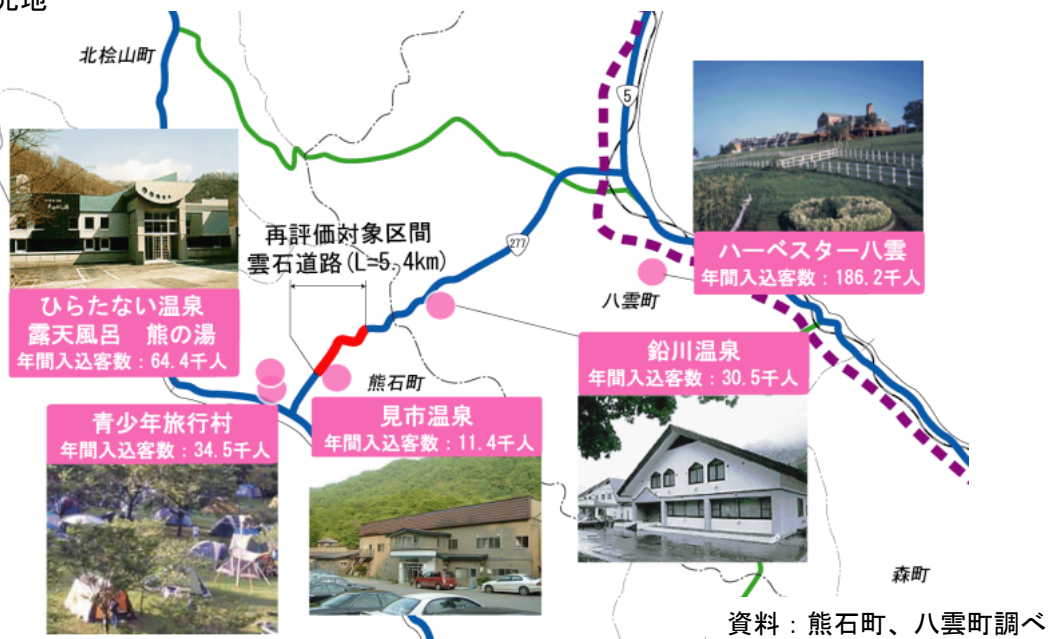 北桧山町
5
再評価対象区間
雲石道路(L=5.4km)
277
ハーベスター八雲
年間入込客数：186.2千人
八雲町
ひらたない温泉
露天風呂　熊の湯
年間入込客数：64.4千人
熊石町
鉛川温泉
年間入込客数：30.5千人
青少年旅行村
年間入込客数：34.5千人
見市温泉
年間入込客数：11.4千人
森町
資料：熊石町、八雲町調べ